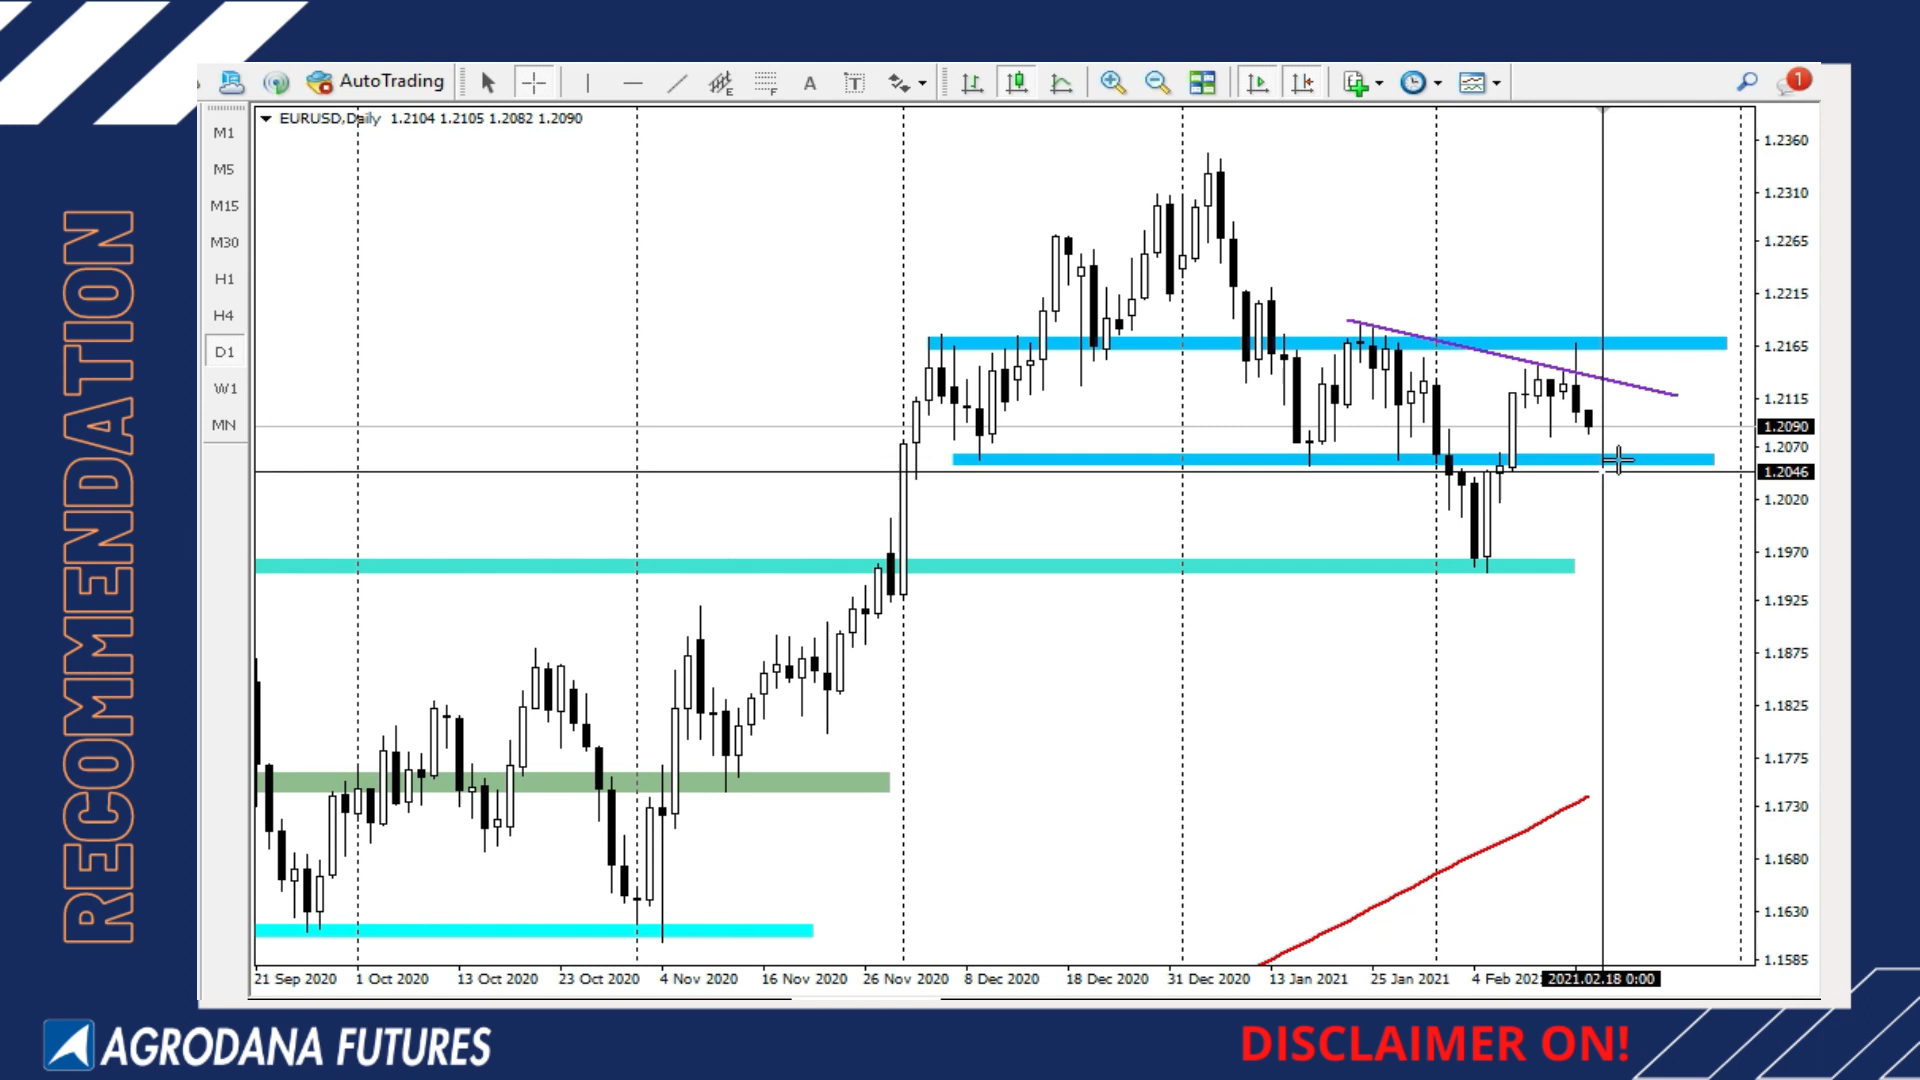 RECOMMENDATION
AutoTrading
E
F
A
T
1
M1
M5
M15
M30
H1
H4
D1
W1
MN
EURUSD,Daily 1.2104 1.2105 1.2082 1.2090
1.2360
1.2310
1.2265
1.2215
1.2165
1.2115
1.2090
1.2070
1.2046
1.2020
1.1970
1.1925
1.1875
1.1825
1.1775
1.1730
1.1680
1.1630
1.1585
21 Sep 2020 1 Oct 2020 13 Oct 2020 23 Oct 2020 4 Nov 2020 16 Nov 2020 26 Nov 2020 8 Dec 2020 18 Dec 2020 31 Dec 2020 13 Jan 2021 25 Jan 2021 4 Feb 202 2021.02.18 0:00
AGRODANA FUTURES
DISCLAIMER ON!